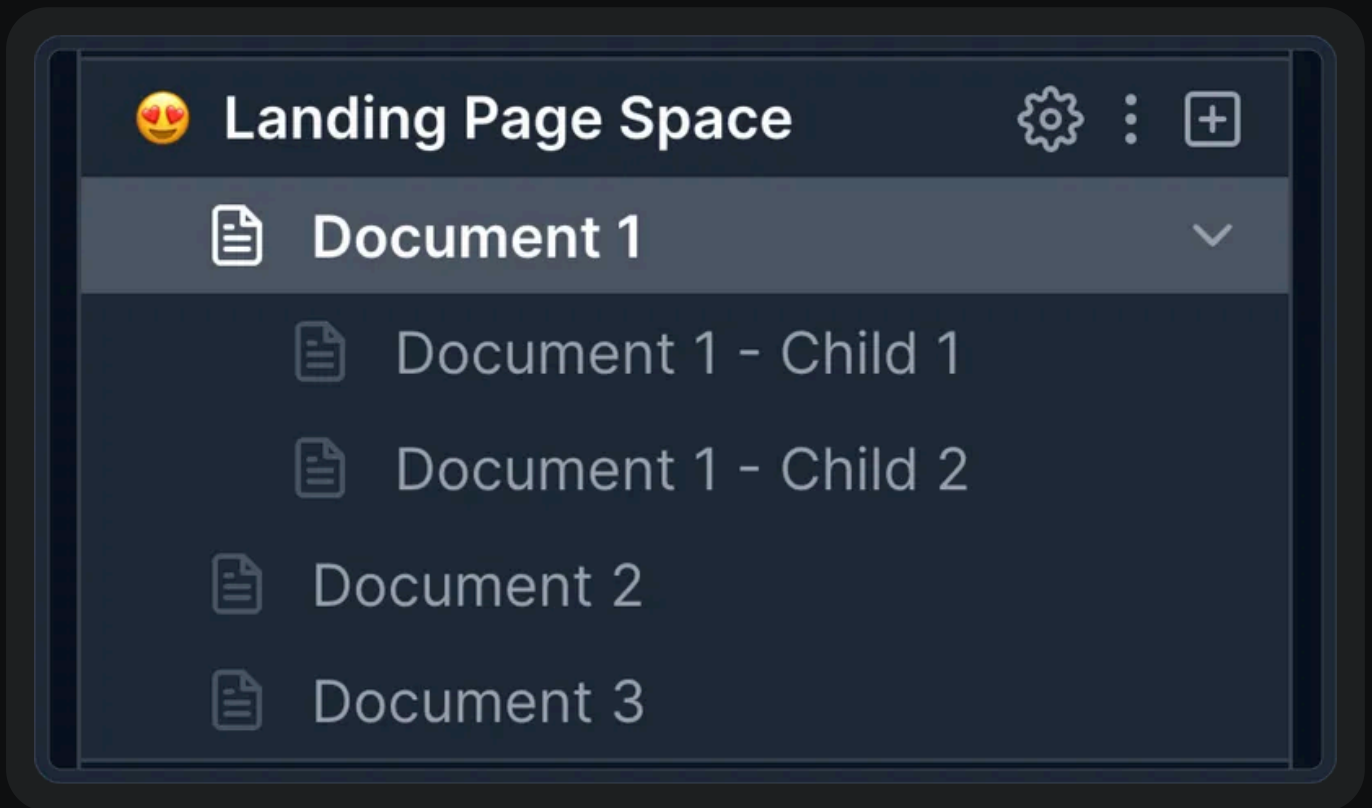 😍 Landing Page Space
Document 1
Document 1 - Child 1
Document 1 - Child 2
Document 2
Document 3